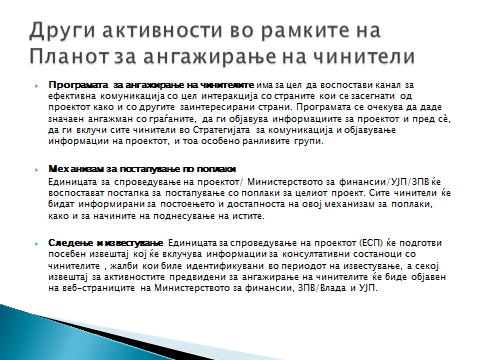 Други активности во рамките на
Планот за ангажирање на чинители
Програмата за ангажирање на чинителите има за цел да воспостави канал за
ефективна комуникација со цел интеракција со страните кои се засегнати од
проектот како и со другите заинтересирани страни. Програмата се очекува да даде
значаен ангажман со граѓаните, да ги објавува информациите за проектот и пред сѐ,
да ги вклучи сите чинители во Стратегијата за комуникација и објавување
информации на проектот, и тоа особено ранливите групи.
Механизам за постапување по поплаки
Единицата за спроведување на проектот/ Министерството за финансии/УЈП/ЗПВ ќе
воспостават постапка за постапување со поплаки за целиот проект. Сите чинители ќе
бидат информирани за постоењето и достапноста на овој механизам за поплаки,
како и за начините на поднесување на истите.
Следење и известување Единицата за спроведување на проектот (ЕСП) ќе подготви
посебен извештај кој ќе вклучува информации за консултативни состаноци со
чинителите , жалби кои биле идентификувани во периодот на известување, а секој
извештај за активностите предвидени за ангажирање на чинителите ќе биде објавен
на веб-страниците на Министерството за финансии, ЗПВ/Влада и УЈП.